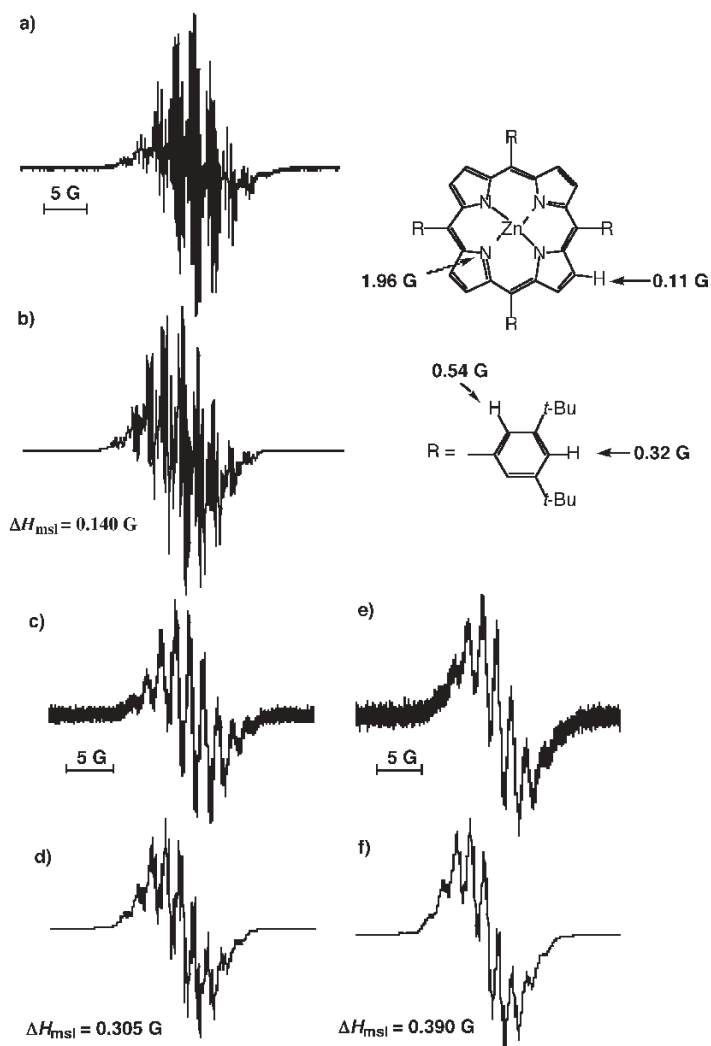 a)
5 G
R
N
N
R
Zn
R
N
N
1.96 G
H
0.11 G
R
b)
0.54 G
H
t-Bu
R =
H
0.32 G
t-Bu
ΔHmsl = 0.140 G
c)
e)
5 G
5 G
d)
f)
ΔHmsl = 0.305 G
ΔHmsl = 0.390 G